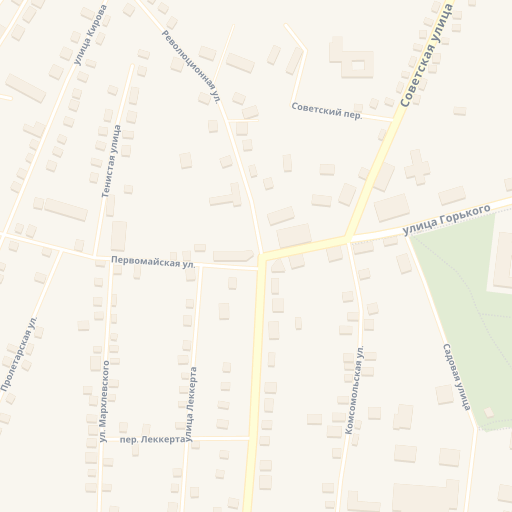 улица Кирова
Революционная ул.
Советская улица
Советский пер.
Тенистая улица
улица Горького
Первомайская ул.
Пролетарская ул.
ул. Мархлевского
улица Леккерта
Комсомольская ул.
Садовая улица
пер. Леккерта